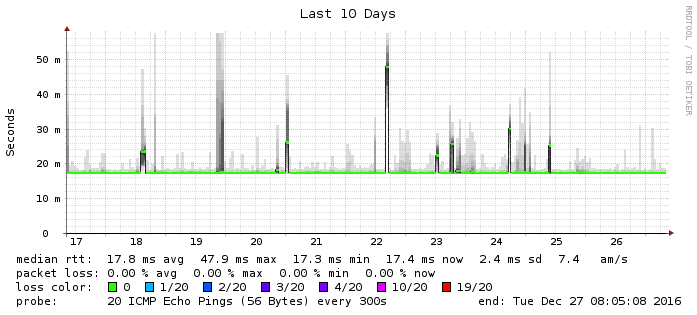 Last 10 Days
RRDTOOL / TOBI OETIKER
Seconds
50 m
40 m
30 m
20 m
10 m
0
17 18 19 20 21 22 23 24 25 26
median rtt: 17.8 ms avg 47.9 ms max 17.3 ms min 17.4 ms now 2.4 ms sd 7.4 am/s
packet loss: 0.00 % avg 0.00 % max 0.00 % min 0.00 % now
loss color: 0 1/20 2/20 3/20 4/20 10/20 19/20
probe: 20 ICMP Echo Pings (56 Bytes) every 300s end: Tue Dec 27 08:05:08 2016